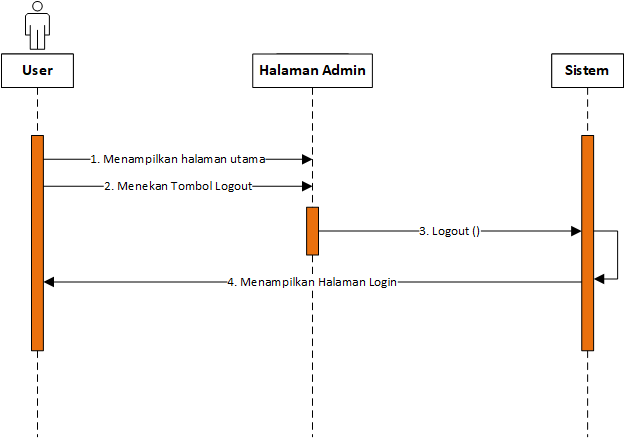 User
Halaman Admin
Sistem
1. Menampilkan halaman utama
2. Menekan Tombol Logout
3. Logout ()
4. Menampilkan Halaman Login